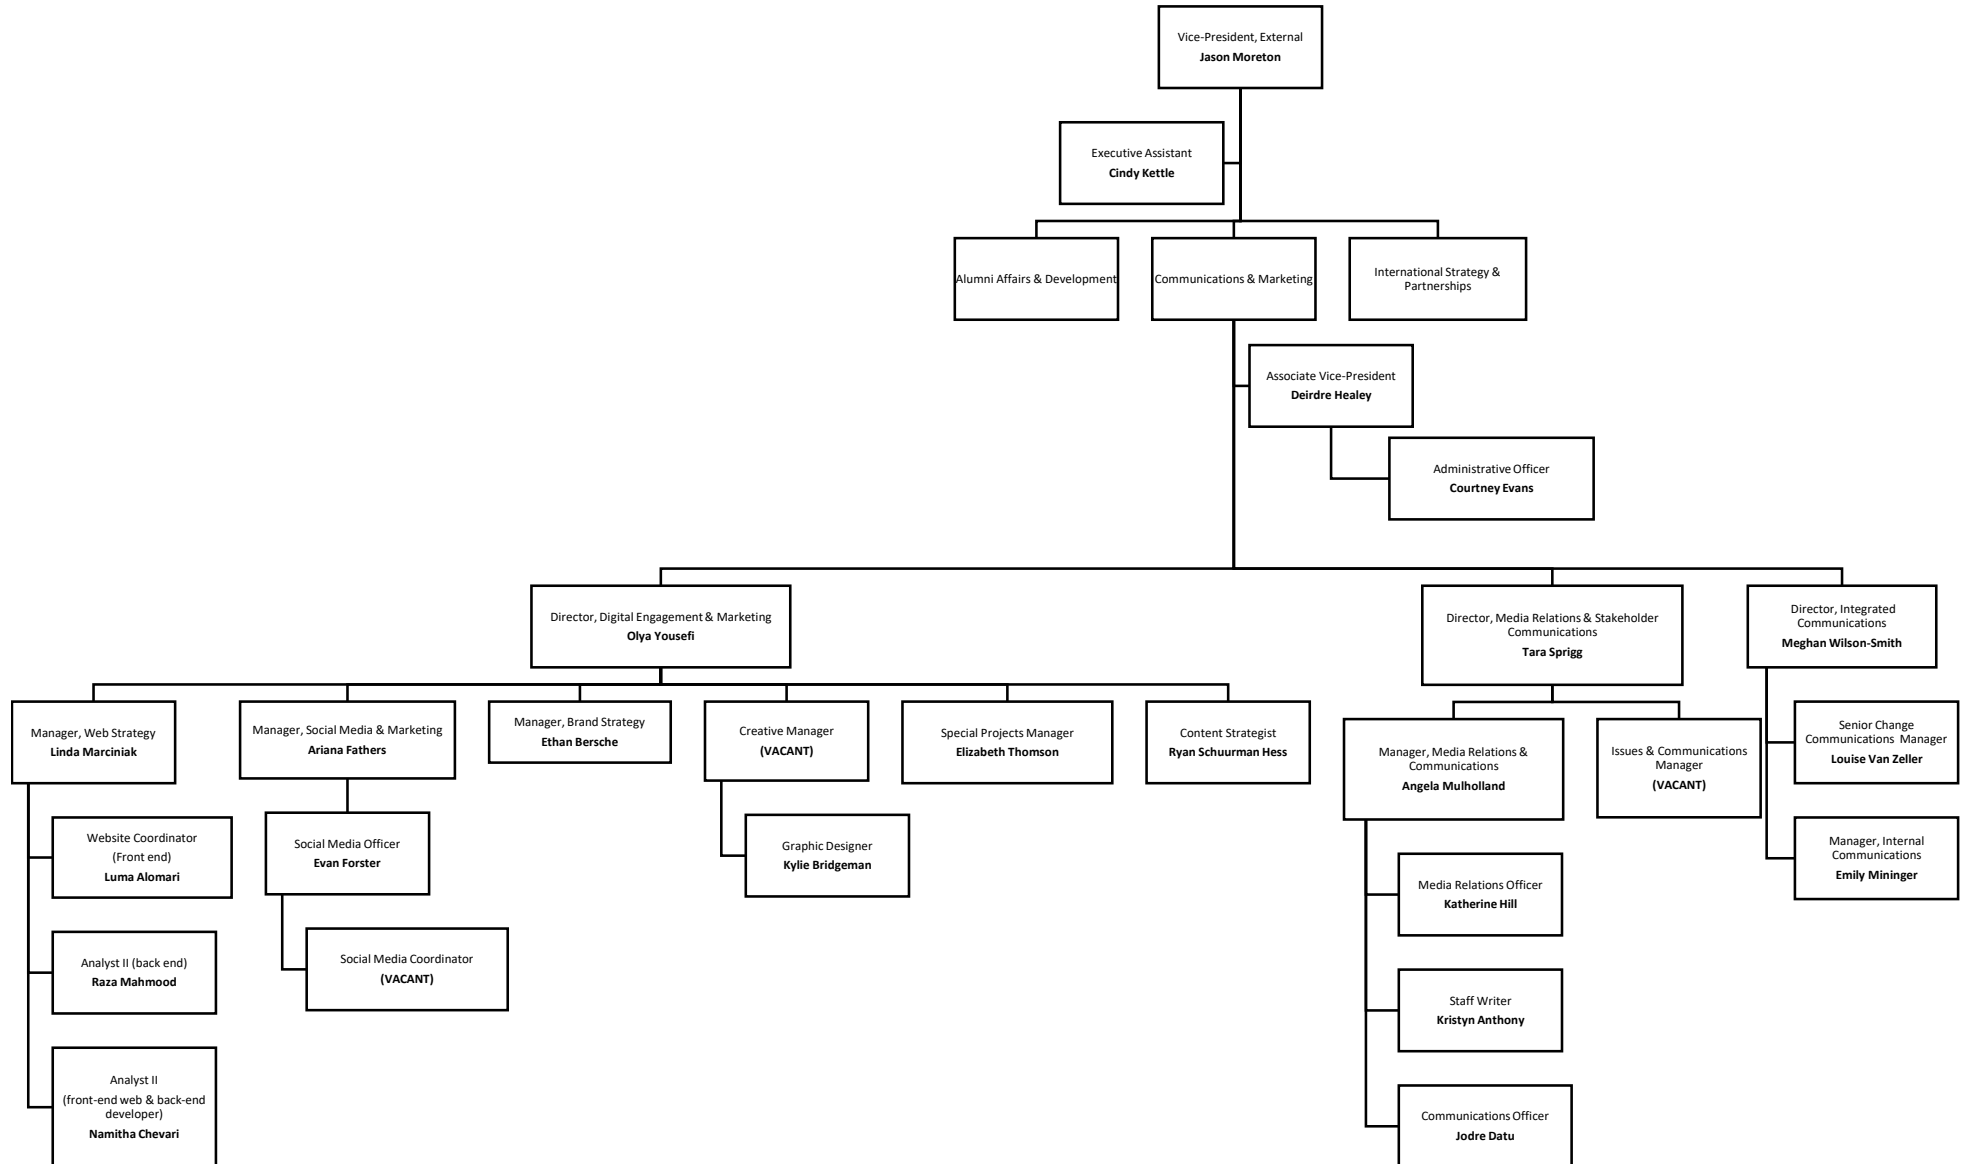 Vice-President, External
Jason Moreton
Executive Assistant
Cindy Kettle
Alumni Affairs & Development
Communications & Marketing
International Strategy &
Partnerships
Associate Vice-President
Deirdre Healey
Administrative Officer
Courtney Evans
Director, Digital Engagement & Marketing
Olya Yousefi
Director, Media Relations & Stakeholder
Communications
Tara Sprigg
Director, Integrated
Communications
Meghan Wilson-Smith
Manager, Web Strategy
Linda Marciniak
Manager, Social Media & Marketing
Ariana Fathers
Manager, Brand Strategy
Ethan Bersche
Creative Manager
(VACANT)
Special Projects Manager
Elizabeth Thomson
Content Strategist
Ryan Schuurman Hess
Manager, Media Relations &
Communications
Angela Mulholland
Issues & Communications
Manager
(VACANT)
Senior Change
Communications Manager
Louise Van Zeller
Website Coordinator
(Front end)
Luma Alomari
Social Media Officer
Evan Forster
Graphic Designer
Kylie Bridgeman
Media Relations Officer
Katherine Hill
Manager, Internal
Communications
Emily Mininger
Analyst II (back end)
Raza Mahmood
Social Media Coordinator
(VACANT)
Staff Writer
Kristyn Anthony
Analyst II
(front-end web & back-end
developer)
Namitha Chevari
Communications Officer
Jodre Datu